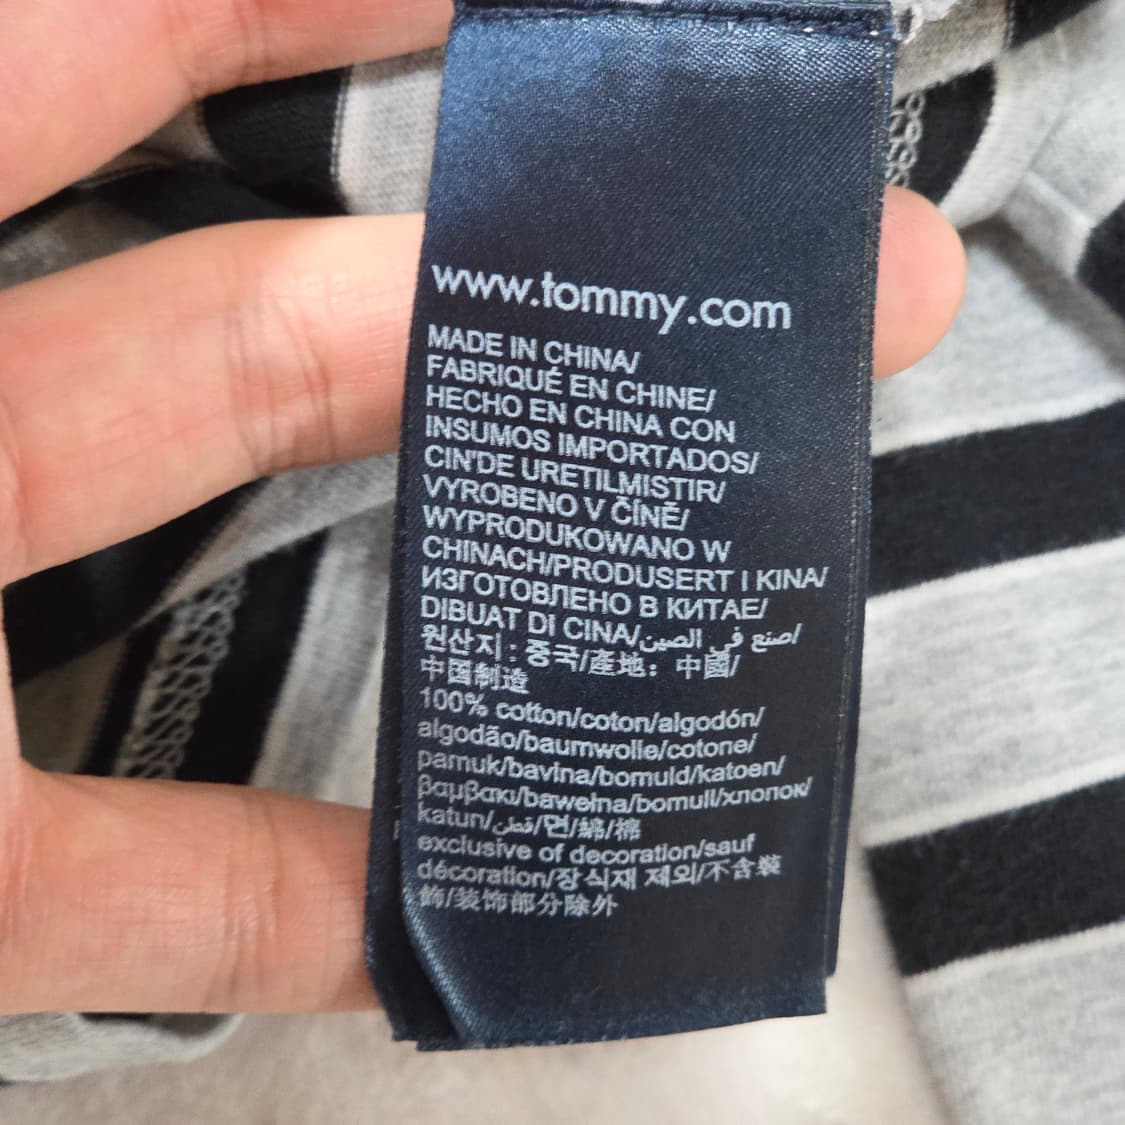 www.tommy.com
MADE IN CHINA/
FABRIQUÉ EN CHINE/
HECHO EN CHINA CON
INSUMOS IMPORTADOS/
CIN'DE URETILMISTIR/
VYROBENO V ČÍNĚ/
WYPRODUKOWANO W
CHINACH/PRODUSERT I KINA/
ИЗГОТОВЛЕНО В КИТАЕ/
DIBUAT DI CINA/صنع في الصين/
원산지: 중국/產地: 中國/
中国制造
100% cotton/coton/algodón/
algodão/baumwolle/cotone/
pamuk/bavlna/bomuld/katoen/
βαμβακι/bawełna/bomull/хлопок/
katun/قطن/면/綿/棉
exclusive of decoration/sauf
décoration/장식재 제외/不含裝
飾/装饰部分除外